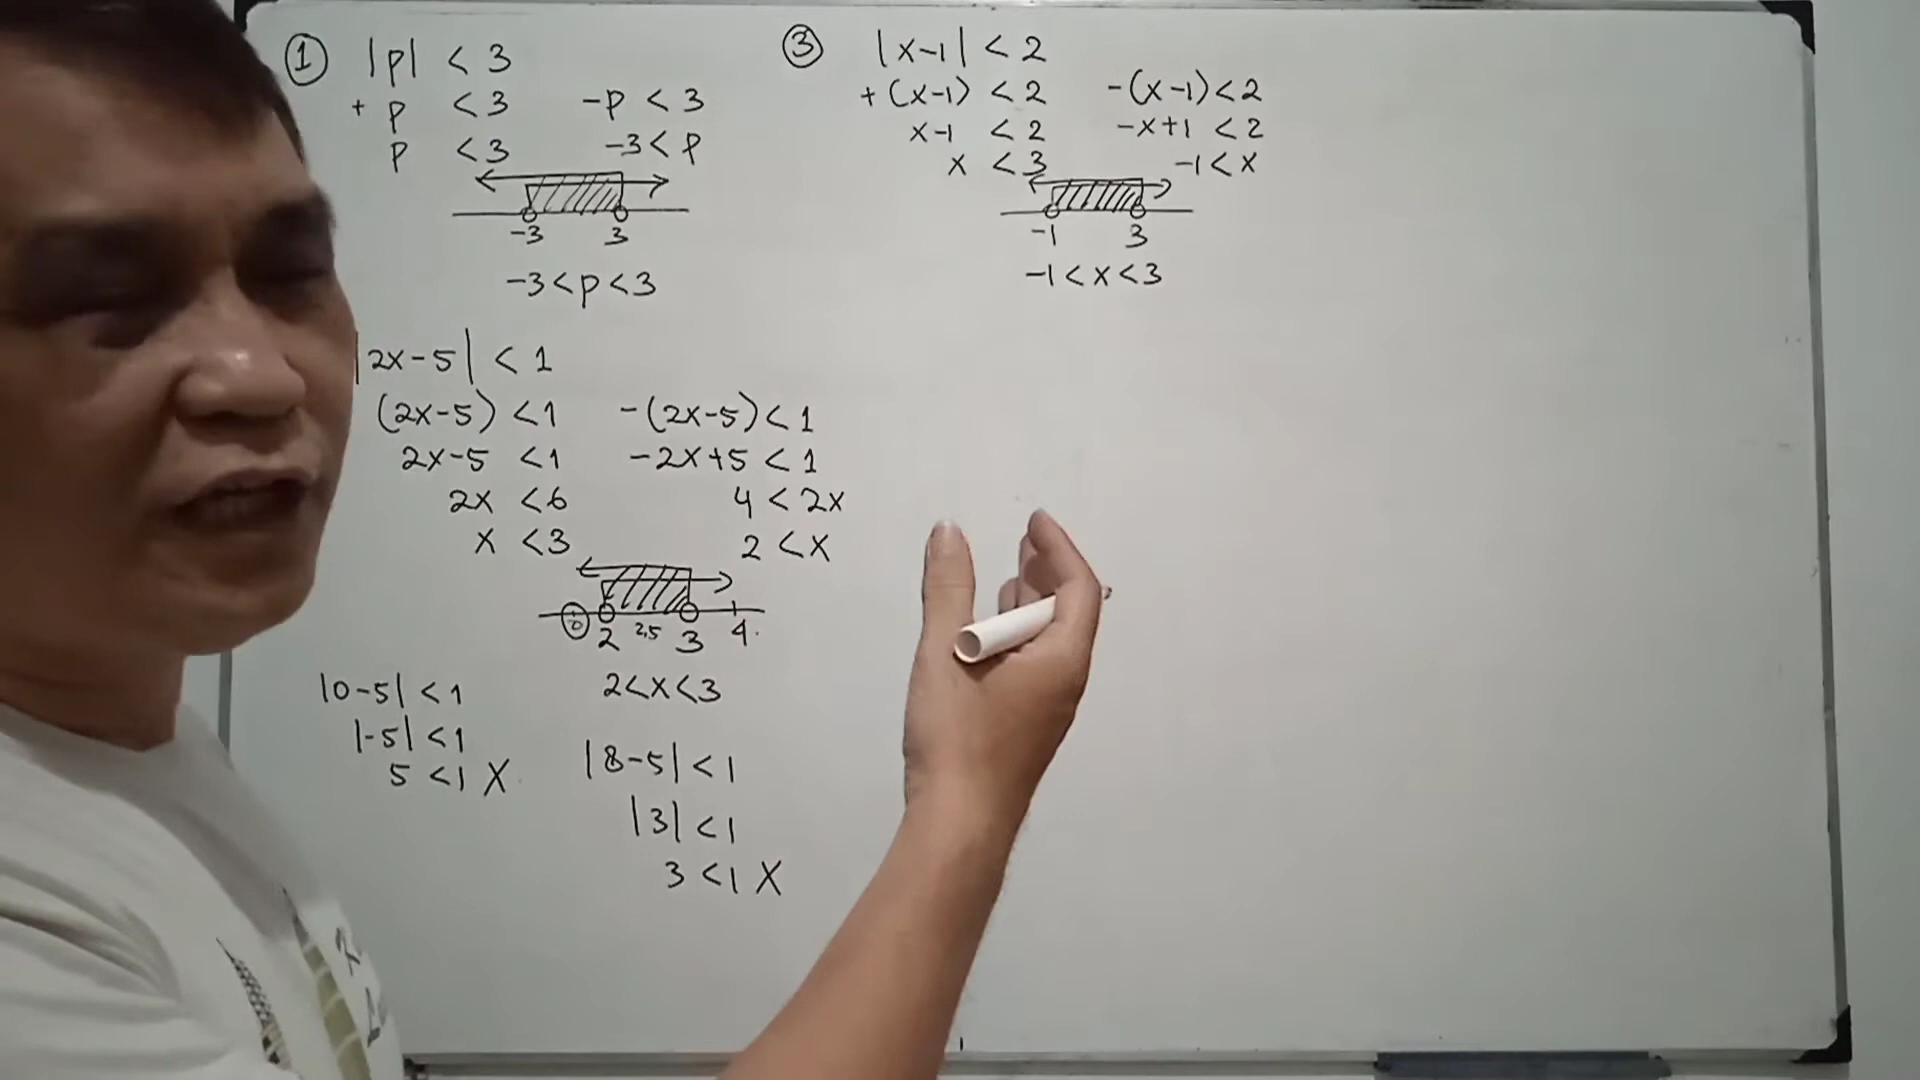 ① |p| < 3
+ p < 3 -p < 3
p < 3 -3 < p
-3 3
-3 < p < 3
|2x-5| < 1
(2x-5) < 1 -(2x-5) < 1
2x-5 < 1 -2x+5 < 1
2x < 6 4 < 2x
x < 3 2 < x
0 2 2,5 3 4
2 < x < 3
|0-5| < 1
|-5| < 1
5 < 1 X
|8-5| < 1
|3| < 1
3 < 1 X
③ |x-1| < 2
+(x-1) < 2 -(x-1) < 2
x-1 < 2 -x+1 < 2
x < 3 -1 < x
-1 3
-1 < x < 3